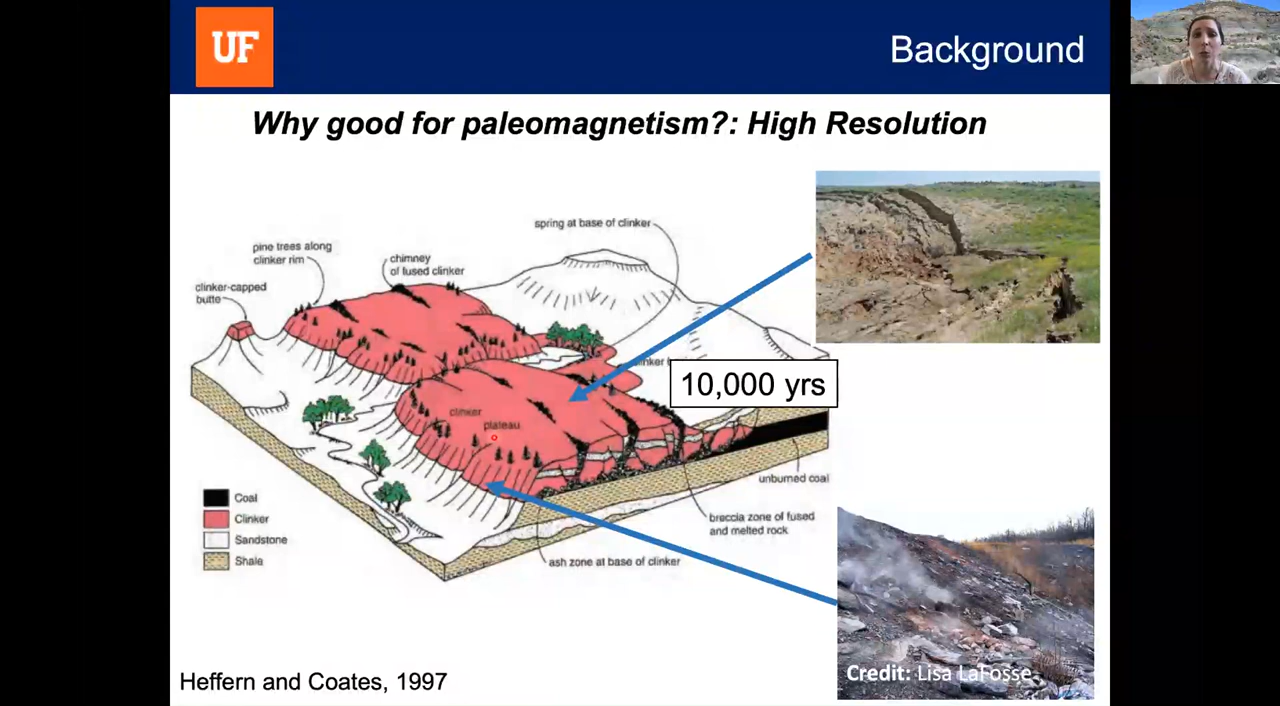 UF
Background
Why good for paleomagnetism?: High Resolution
spring at base of clinker
pine trees along
clinker rim
chimney
of fused clinker
clinker-capped
butte
10,000 yrs
clinker
plateau
unburned coal
Coal
Clinker
Sandstone
Shale
breccia zone of fused
and melted rock
ash zone at base of clinker
Credit: Lisa LaFosse
Heffern and Coates, 1997